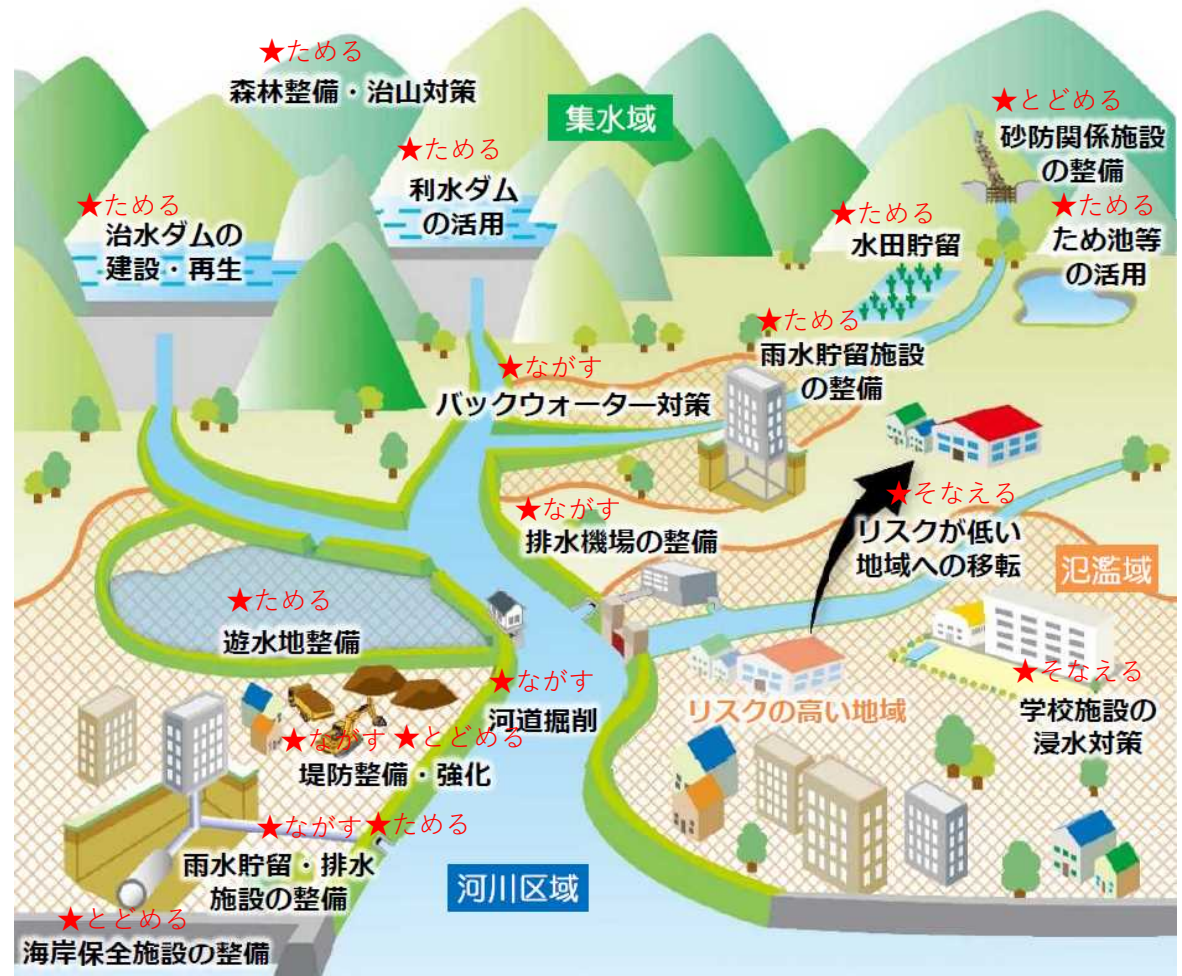 ★ためる
森林整備・治山対策
集水域
★とどめる
砂防関係施設
の整備
★ためる
利水ダム
の活用
★ためる
治水ダムの
建設・再生
★ためる
水田貯留
★ためる
ため池等
の活用
★ためる
雨水貯留施設
の整備
★ながす
バックウォーター対策
★ながす
排水機場の整備
★そなえる
リスクが低い
地域への移転
氾濫域
★ためる
遊水地整備
★ながす
河道掘削
リスクの高い地域
★そなえる
学校施設の
浸水対策
★ながす ★とどめる
堤防整備・強化
★ながす ★ためる
雨水貯留・排水
施設の整備
河川区域
★とどめる
海岸保全施設の整備